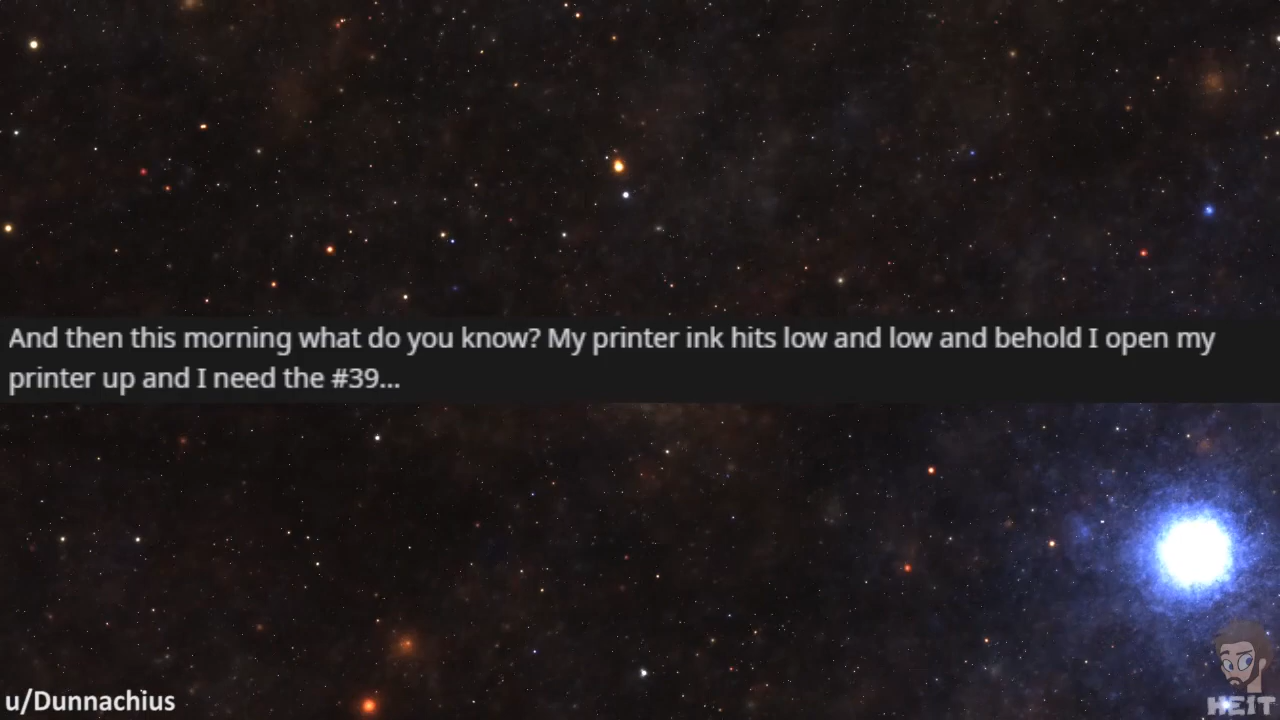 And then this morning what do you know? My printer ink hits low and low and behold I open my
printer up and I need the #39...
u/Dunnachius
HEIT